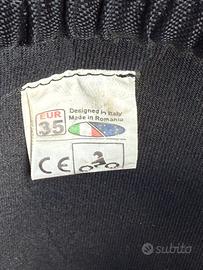 EUR
35
Designed in Italy
Made in Romania
CE
subito